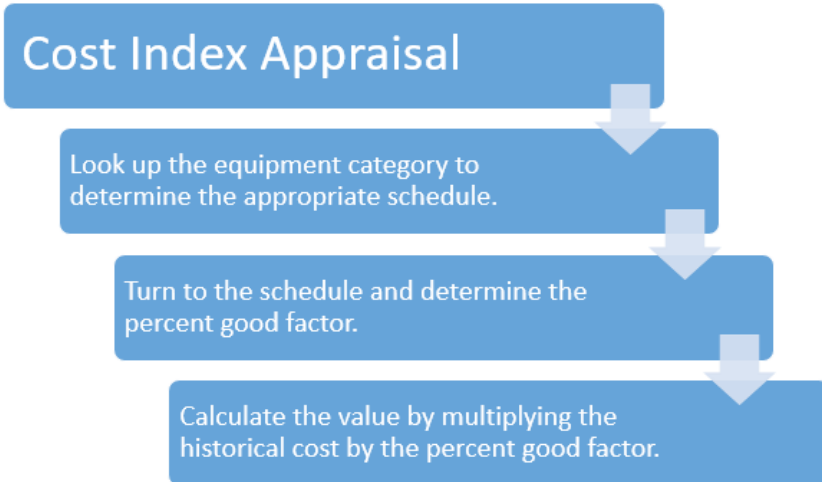 Cost Index Appraisal
Look up the equipment category to
determine the appropriate schedule.
Turn to the schedule and determine the
percent good factor.
Calculate the value by multiplying the
historical cost by the percent good factor.